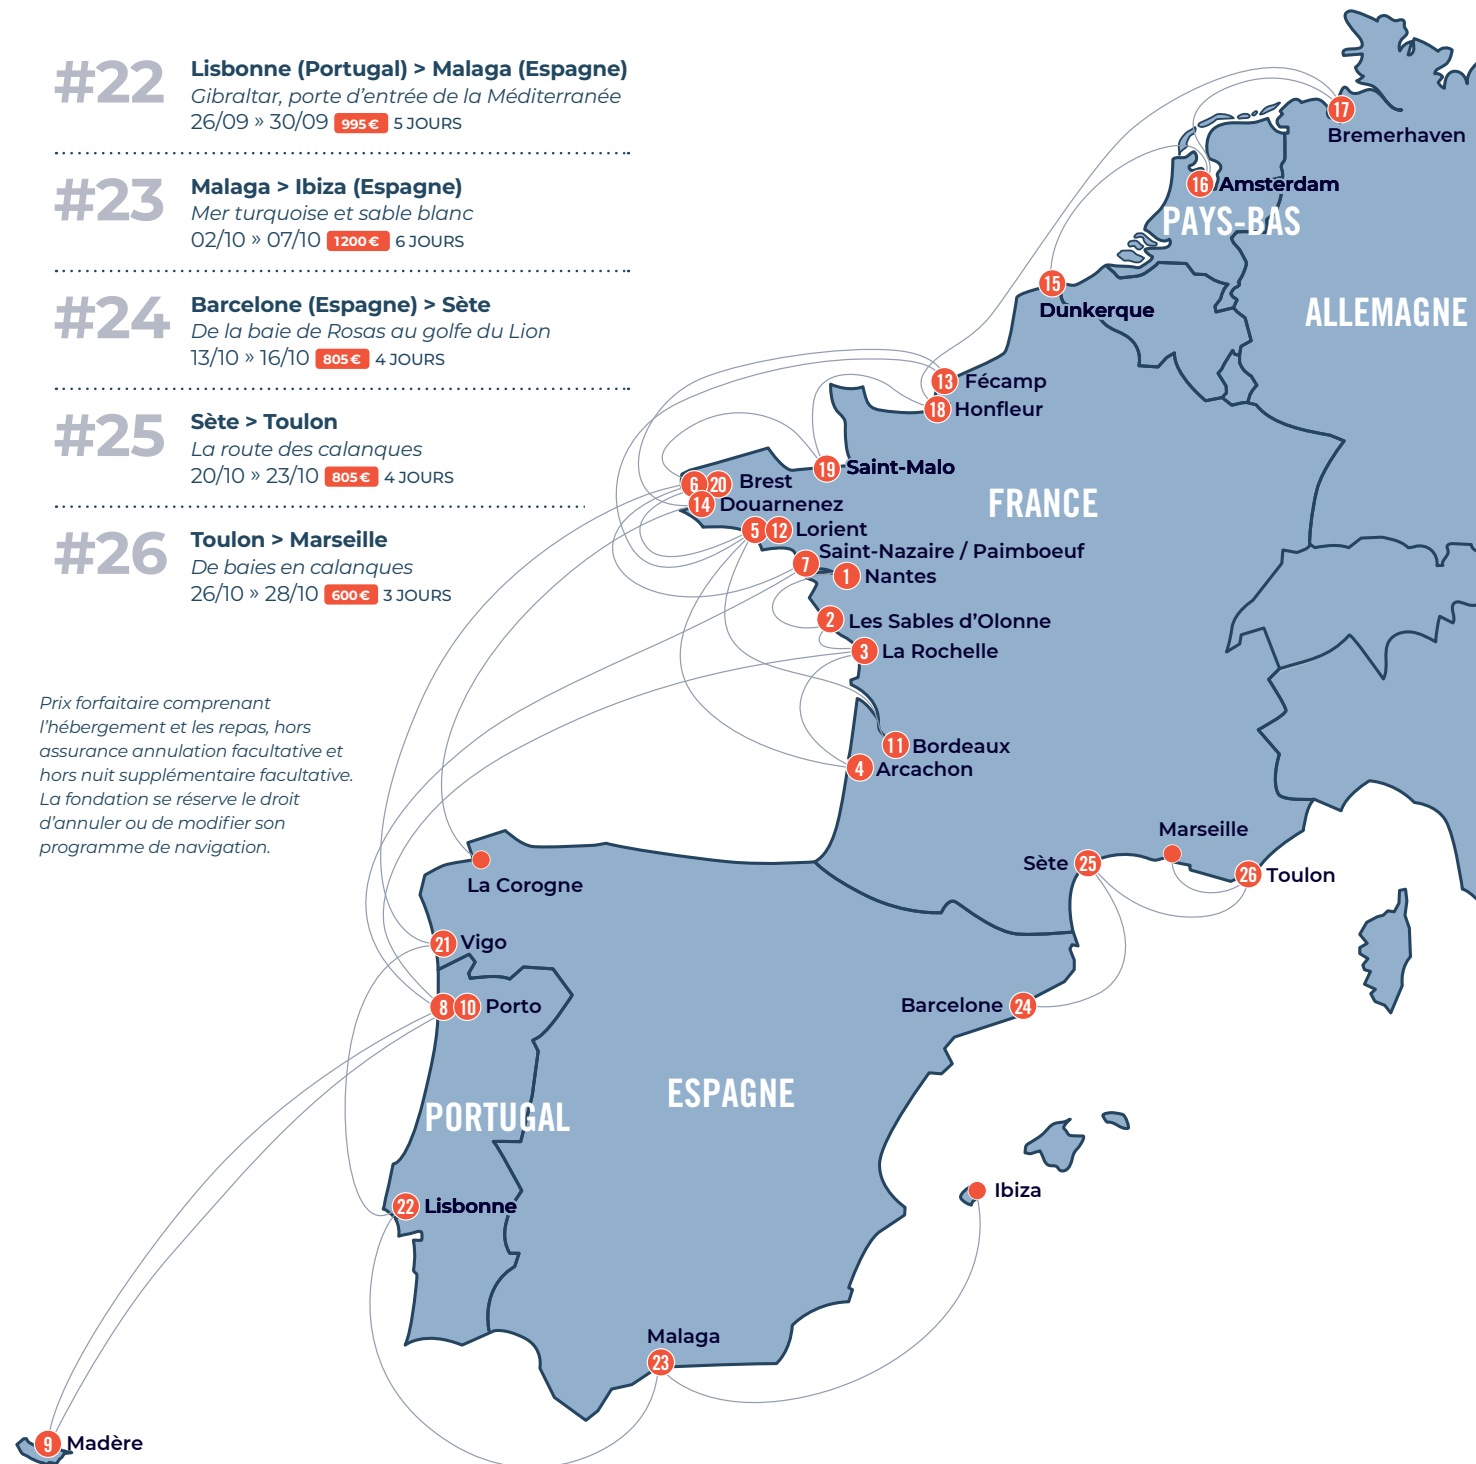 #22
Lisbonne (Portugal) > Malaga (Espagne)
Gibraltar, porte d'entrée de la Méditerranée
26/09 » 30/09 995 € 5 JOURS
#23
Malaga > Ibiza (Espagne)
Mer turquoise et sable blanc
02/10 » 07/10 1200 € 6 JOURS
#24
Barcelone (Espagne) > Sète
De la baie de Rosas au golfe du Lion
13/10 » 16/10 805 € 4 JOURS
#25
Sète > Toulon
La route des calanques
20/10 » 23/10 805 € 4 JOURS
#26
Toulon > Marseille
De baies en calanques
26/10 » 28/10 600 € 3 JOURS
Prix forfaitaire comprenant
l'hébergement et les repas, hors
assurance annulation facultative et
hors nuit supplémentaire facultative.
La fondation se réserve le droit
d'annuler ou de modifier son
programme de navigation.
17
Bremerhaven
16 Amsterdam
PAYS-BAS
15
Dunkerque
ALLEMAGNE
13 Fécamp
18 Honfleur
19 Saint-Malo
6 20 Brest
14 Douarnenez
FRANCE
5 12 Lorient
7 Saint-Nazaire / Paimboeuf
1 Nantes
2 Les Sables d'Olonne
3 La Rochelle
11 Bordeaux
4 Arcachon
Marseille
Sète 25
26 Toulon
La Corogne
21 Vigo
8 10 Porto
Barcelone 24
ESPAGNE
PORTUGAL
Ibiza
22 Lisbonne
Malaga
23
9 Madère